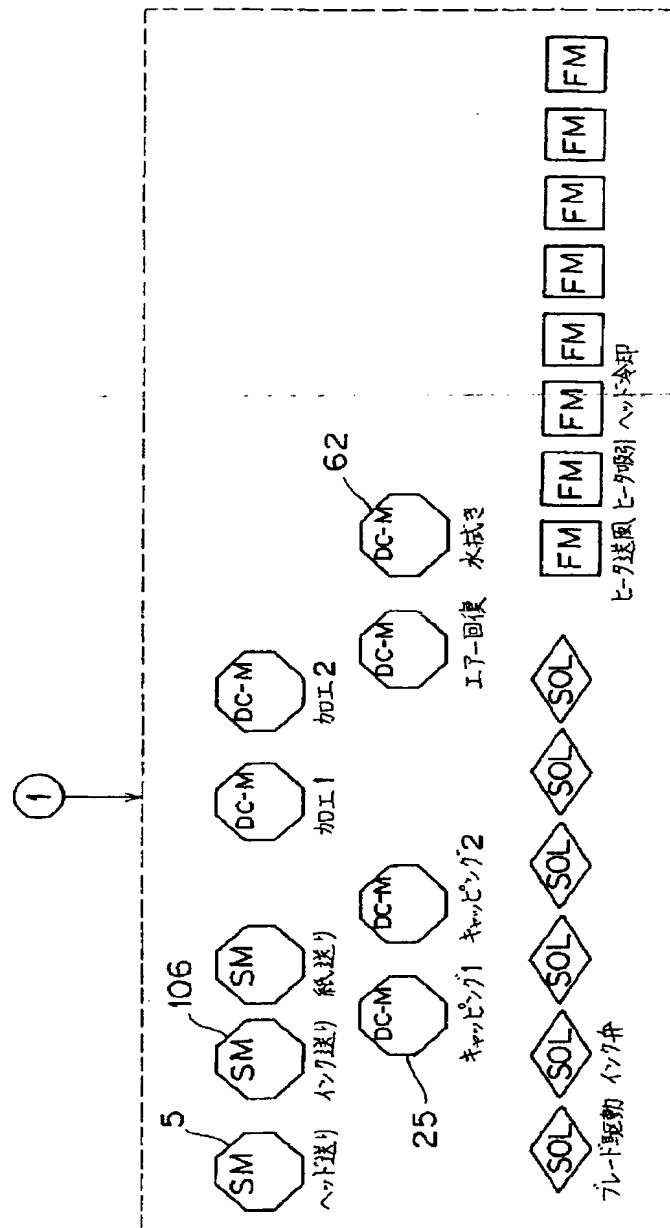 1
5
106
SM
SM
SM
DC-M
DC-M
ヘッド送り
インク送り
紙送り
加工1
加工2
62
DC-M
DC-M
DC-M
DC-M
25
キャッピング1
キャッピング2
エアー回復
水拭き
SOL
SOL
SOL
SOL
SOL
SOL
FM
FM
FM
FM
FM
FM
FM
FM
ブレード駆動
インク弁
ヒータ送風
ヒータ吸引
ヘッド冷却